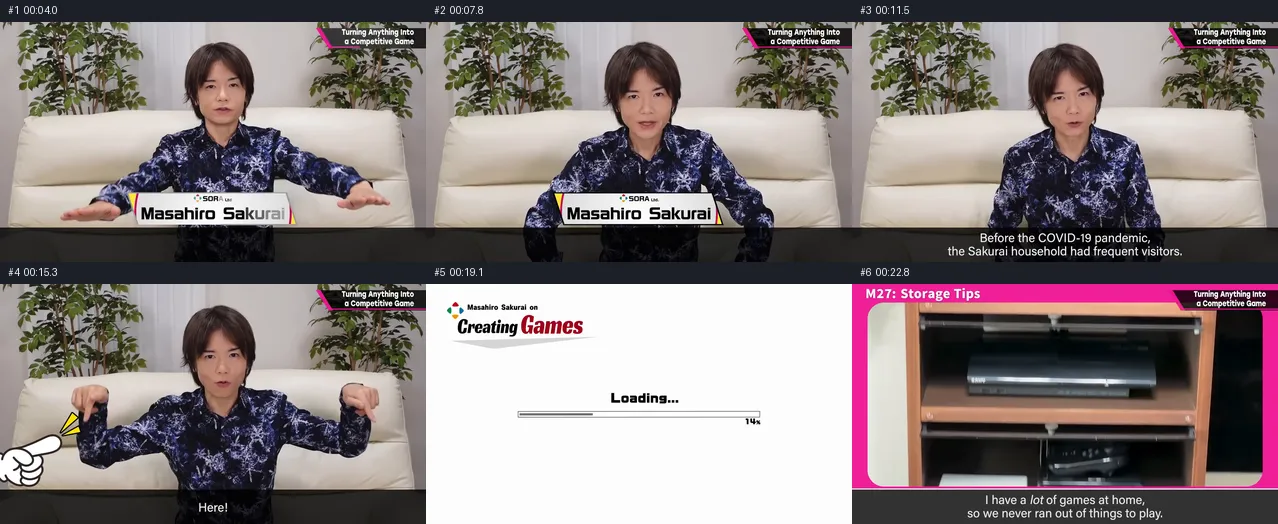 #1 00:04.0
Turning Anything Into
a Competitive Game
SORA Ltd.
Masahiro Sakurai
#2 00:07.8
Turning Anything Into
a Competitive Game
SORA Ltd.
Masahiro Sakurai
#3 00:11.5
Turning Anything Into
a Competitive Game
Before the COVID-19 pandemic,
the Sakurai household had frequent visitors.
#4 00:15.3
Turning Anything Into
a Competitive Game
Here!
#5 00:19.1
Masahiro Sakurai on
Creating Games
Loading...
14%
#6 00:22.8
M27: Storage Tips
Turning Anything Into
a Competitive Game
I have a lot of games at home,
so we never ran out of things to play.